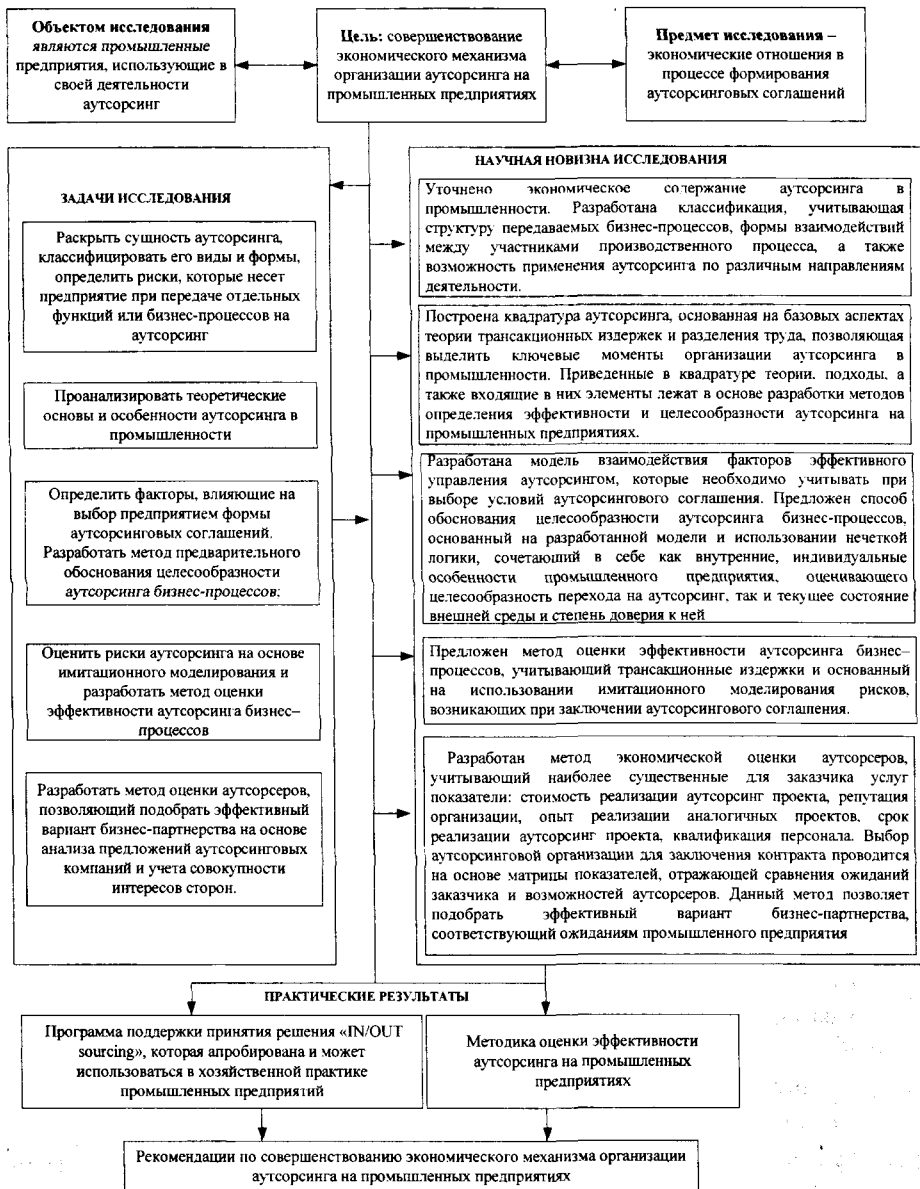 Объектом исследования
являются промышленные
предприятия, использующие в
своей деятельности
аутсорсинг
Цель: совершенствование
экономического механизма
организации аутсорсинга на
промышленных предприятиях
Предмет исследования –
экономические отношения в
процессе формирования
аутсорсинговых соглашений
ЗАДАЧИ ИССЛЕДОВАНИЯ
Раскрыть сущность аутсорсинга,
классифицировать его виды и формы,
определить риски, которые несет
предприятие при передаче отдельных
функций или бизнес-процессов на
аутсорсинг
Проанализировать теоретические
основы и особенности аутсорсинга в
промышленности
Определить факторы, влияющие на
выбор предприятием формы
аутсорсинговых соглашений.
Разработать метод предварительного
обоснования целесообразности
аутсорсинга бизнес-процессов;
Оценить риски аутсорсинга на основе
имитационного моделирования и
разработать метод оценки
эффективности аутсорсинга бизнес–
процессов
Разработать метод оценки аутсорсеров,
позволяющий подобрать эффективный
вариант бизнес-партнерства на основе
анализа предложений аутсорсинговых
компаний и учета совокупности
интересов сторон.
НАУЧНАЯ НОВИЗНА ИССЛЕДОВАНИЯ
Уточнено экономическое содержание аутсорсинга в
промышленности. Разработана классификация, учитывающая
структуру передаваемых бизнес-процессов, формы взаимодействий
между участниками производственного процесса, а также
возможность применения аутсорсинга по различным направлениям
деятельности.
Построена квадратура аутсорсинга, основанная на базовых аспектах
теории трансакционных издержек и разделения труда, позволяющая
выделить ключевые моменты организации аутсорсинга в
промышленности. Приведенные в квадратуре теории. подходы, а
также входящие в них элементы лежат в основе разработки методов
определения эффективности и целесообразности аутсорсинга на
промышленных предприятиях.
Разработана модель взаимодействия факторов эффективного
управления аутсорсингом, которые необходимо учитывать при
выборе условий аутсорсингового соглашения. Предложен способ
обоснования целесообразности аутсорсинга бизнес-процессов,
основанный на разработанной модели и использовании нечеткой
логики, сочетающий в себе как внутренние, индивидуальные
особенности промышленного предприятия, оценивающего
целесообразность перехода на аутсорсинг, так и текущее состояние
внешней среды и степень доверия к ней
Предложен метод оценки эффективности аутсорсинга бизнес–
процессов, учитывающий трансакционные издержки и основанный
на использовании имитационного моделирования рисков,
возникающих при заключении аутсорсингового соглашения.
Разработан метод экономической оценки аутсорсеров,
учитывающий наиболее существенные для заказчика услуг
показатели: стоимость реализации аутсорсинг проекта, репутация
организации, опыт реализации аналогичных проектов, срок
реализации аутсорсинг проекта, квалификация персонала. Выбор
аутсорсинговой организации для заключения контракта проводится
на основе матрицы показателей, отражающей сравнения ожиданий
заказчика и возможностей аутсорсеров. Данный метод позволяет
подобрать эффективный вариант бизнес-партнерства,
соответствующий ожиданиям промышленного предприятия
ПРАКТИЧЕСКИЕ РЕЗУЛЬТАТЫ
Программа поддержки принятия решения «IN/OUT
sourcing», которая апробирована и может
использоваться в хозяйственной практике
промышленных предприятий
Методика оценки эффективности
аутсорсинга на промышленных
предприятиях
Рекомендации по совершенствованию экономического механизма организации
аутсорсинга на промышленных предприятиях